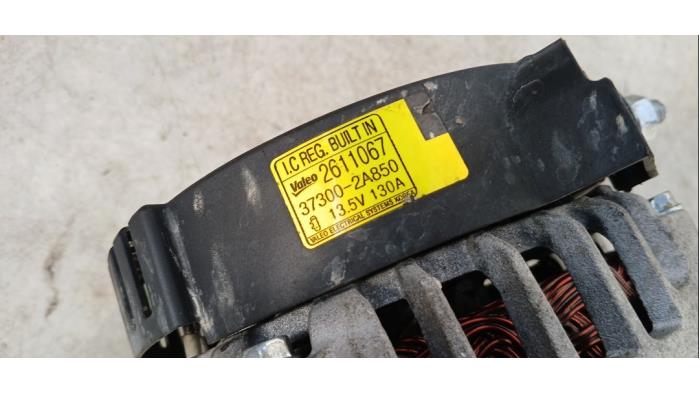 I.C REG. BUILT IN
Valeo 2611067
37300-2A850
13.5V 130A
VALEO ELECTRICAL SYSTEMS KOREA